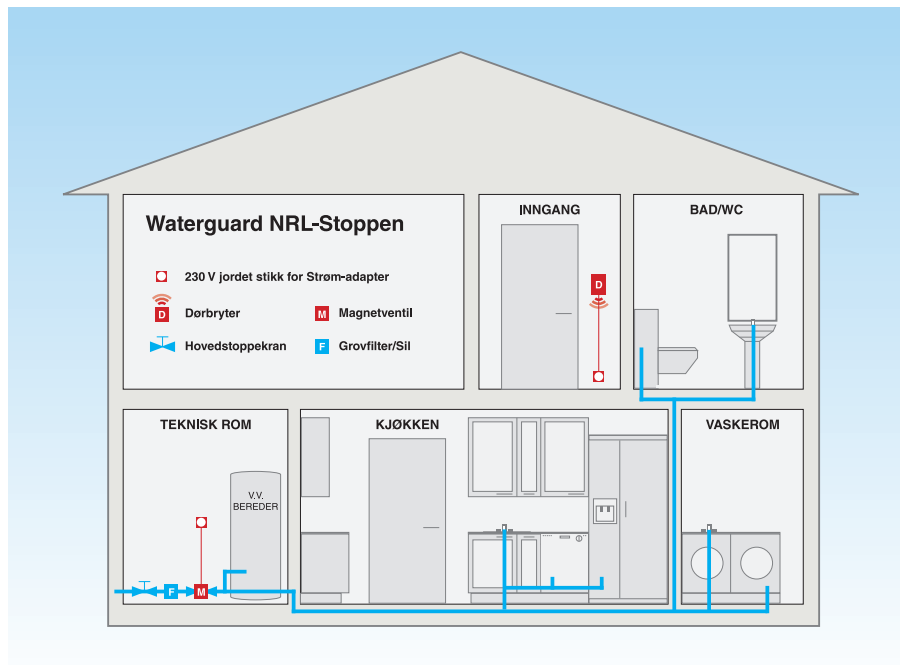 Waterguard NRL-Stoppen
230 V jordet stikk for Strøm-adapter
D Dørbryter
M Magnetventil
Hovedstoppekran
F Grovfilter/Sil
INNGANG
D
BAD/WC
TEKNISK ROM
V.V.
BEREDER
F
M
KJØKKEN
VASKEROM